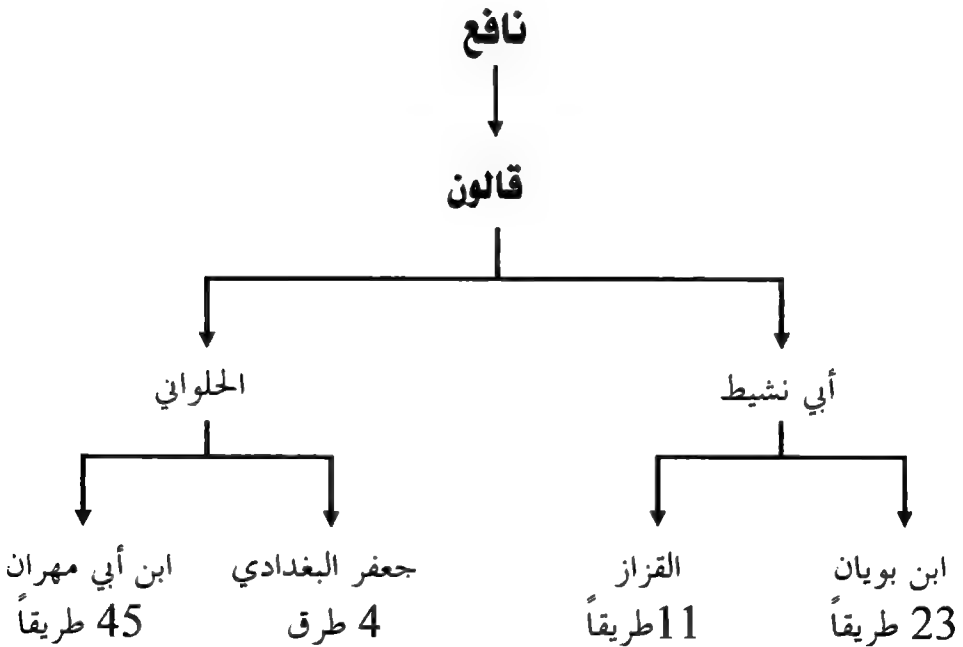 نافع
قالون
أبي نشيط
الحلواني
ابن بويان
23 طريقاً
القزاز
11طريقاً
جعفر البغدادي
4 طرق
ابن أبي مهران
45 طريقاً